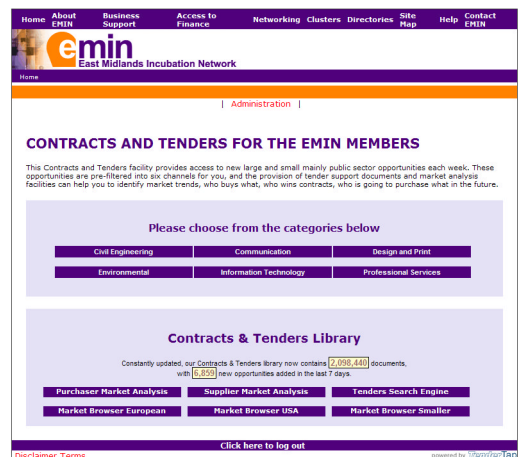 Home About EMIN Business Support Access to Finance Networking Clusters Directories Site Map Help Contact EMIN
emin
East Midlands Incubation Network
Home
| Administration |
CONTRACTS AND TENDERS FOR THE EMIN MEMBERS
This Contracts and Tenders facility provides access to new large and small mainly public sector opportunities each week. These
opportunities are pre-filtered into six channels for you, and the provision of tender support documents and market analysis
facilities can help you to identify market trends, who buys what, who wins contracts, who is going to purchase what in the future.
Please choose from the categories below
Civil Engineering Communication Design and Print
Environmental Information Technology Professional Services
Contracts & Tenders Library
Constantly updated, our Contracts & Tenders library now contains 2,098,440 documents,
with 6,859 new opportunities added in the last 7 days.
Purchaser Market Analysis Supplier Market Analysis Tenders Search Engine
Market Browser European Market Browser USA Market Browser Smaller
Click here to log out
Disclaimer Terms powered by TenderTap